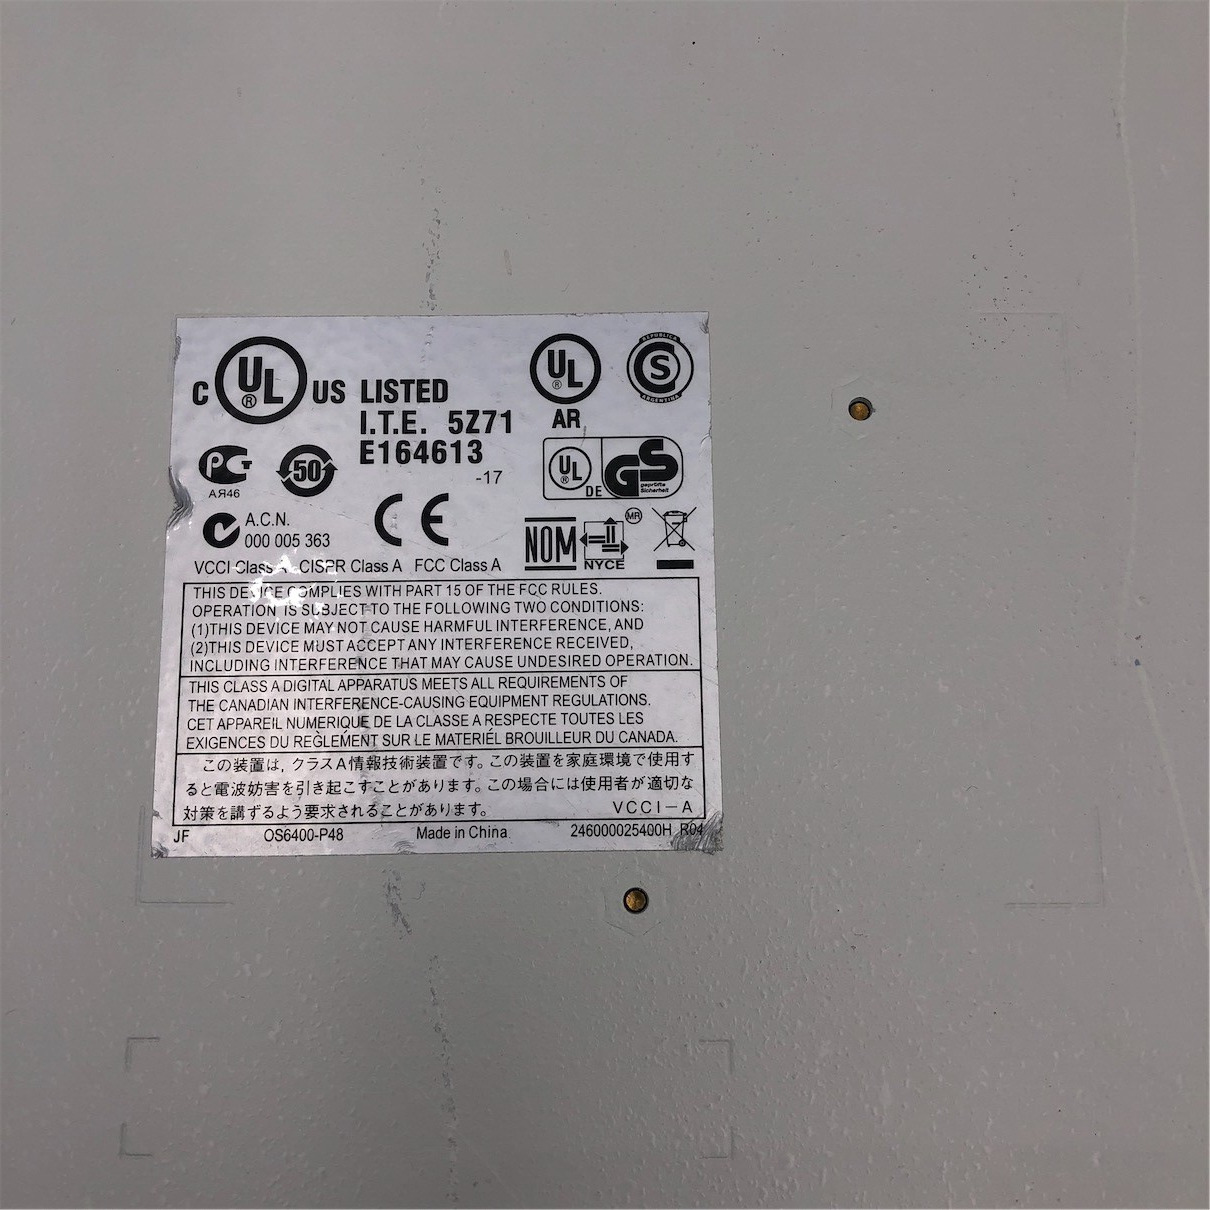 C UL ® US LISTED
I.T.E. 5Z71
E164613
-17
UL ®
AR
REPUBLICA
S
ARGENTINA
РСТ
АЯ46
50
UL ® DE
GS
geprüfte
Sicherheit
A.C.N.
000 005 363
CE
NOM
NYCE
MR
VCCI Class A CISPR Class A FCC Class A
THIS DEVICE COMPLIES WITH PART 15 OF THE FCC RULES.
OPERATION IS SUBJECT TO THE FOLLOWING TWO CONDITIONS:
(1)THIS DEVICE MAY NOT CAUSE HARMFUL INTERFERENCE, AND
(2)THIS DEVICE MUST ACCEPT ANY INTERFERENCE RECEIVED,
INCLUDING INTERFERENCE THAT MAY CAUSE UNDESIRED OPERATION.
THIS CLASS A DIGITAL APPARATUS MEETS ALL REQUIREMENTS OF
THE CANADIAN INTERFERENCE-CAUSING EQUIPMENT REGULATIONS.
CET APPAREIL NUMERIQUE DE LA CLASSE A RESPECTE TOUTES LES
EXIGENCES DU REGLEMENT SUR LE MATERIEL BROUILLEUR DU CANADA.
この装置は, クラスA情報技術装置です。この装置を家庭環境で使用す
ると電波妨害を引き起こすことがあります。この場合には使用者が適切な
対策を講ずるよう要求されることがあります。 VCCI－A
JF OS6400-P48 Made in China 246000025400H R04